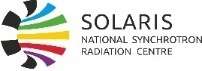 SOLARIS
NATIONAL SYNCHROTRON
RADIATION CENTRE